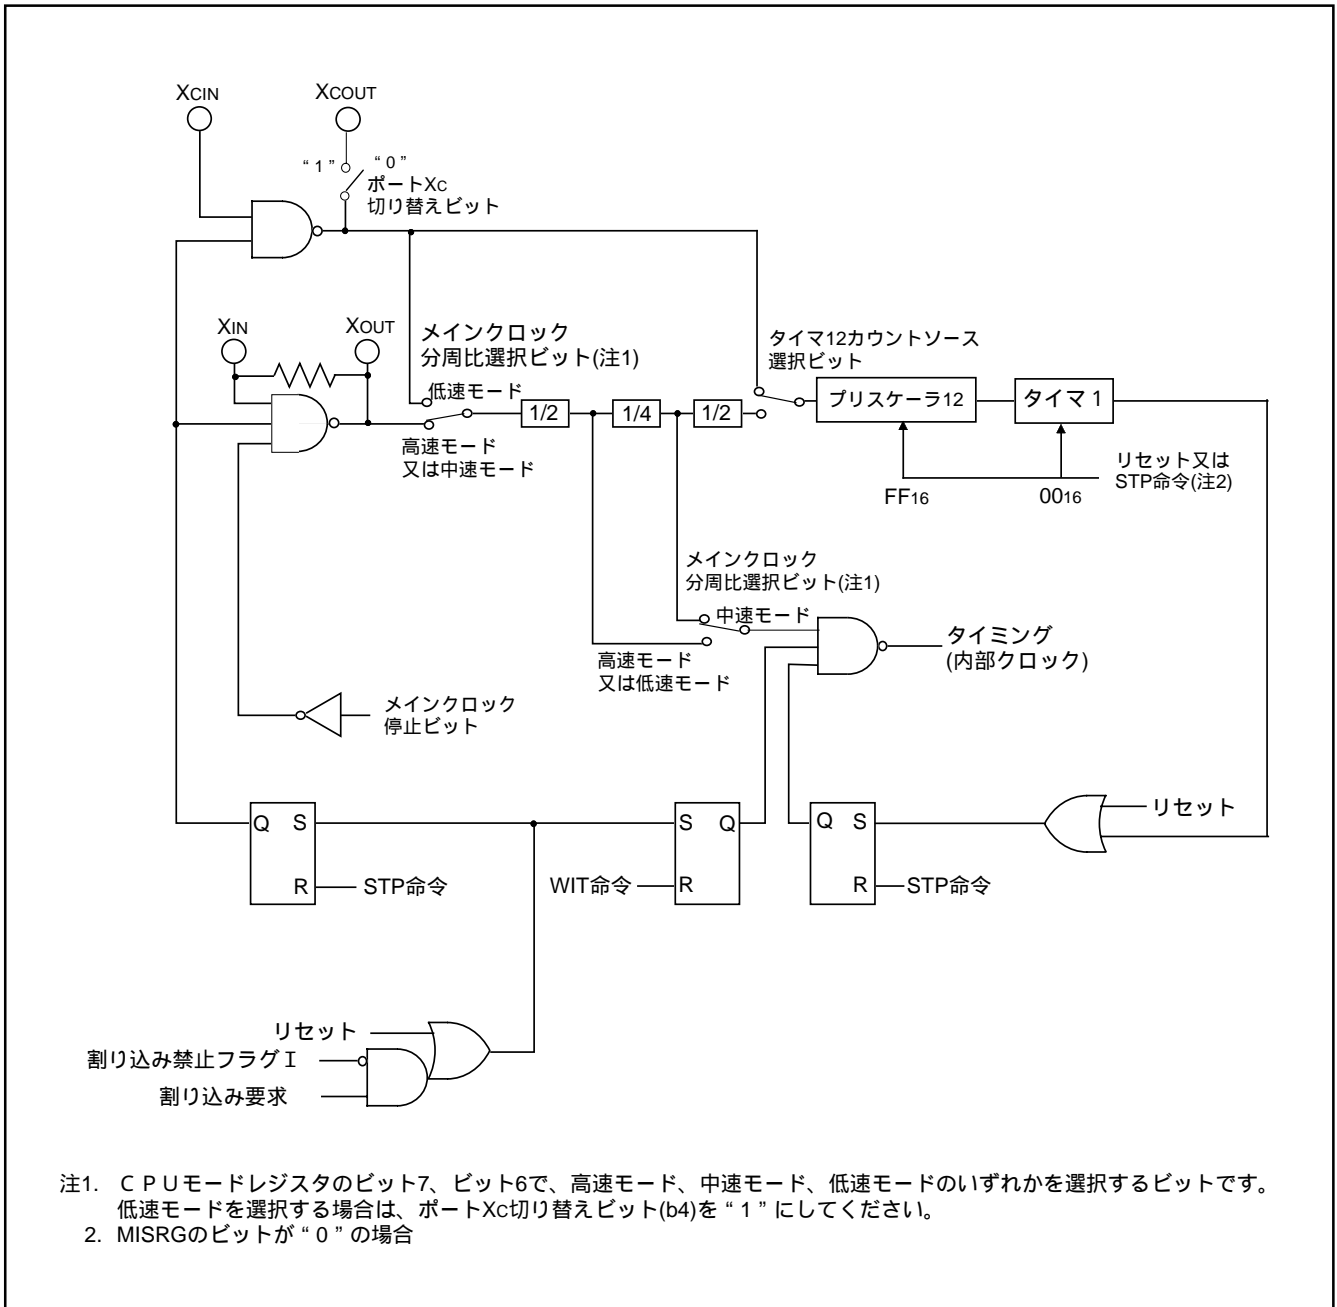 XCIN
XCOUT
“ 1 ”
“ 0 ”
ポートXC
切り替えビット
XIN
XOUT
メインクロック
分周比選択ビット(注1)
低速モード
高速モード
又は中速モード
1/2
1/4
1/2
タイマ12カウントソース
選択ビット
プリスケーラ12
タイマ 1
FF16
0016
リセット又は
STP命令(注2)
メインクロック
分周比選択ビット(注1)
中速モード
高速モード
又は低速モード
タイミング
(内部クロック)
メインクロック
停止ビット
Q S
R
STP命令
WIT命令
S Q
R
Q S
R
STP命令
リセット
リセット
割り込み禁止フラグ I
割り込み要求
注1. CPUモードレジスタのビット7、ビット6で、高速モード、中速モード、低速モードのいずれかを選択するビットです。
低速モードを選択する場合は、ポートXC切り替えビット(b4)を “ 1 ” にしてください。
2. MISRGのビットが “ 0 ” の場合